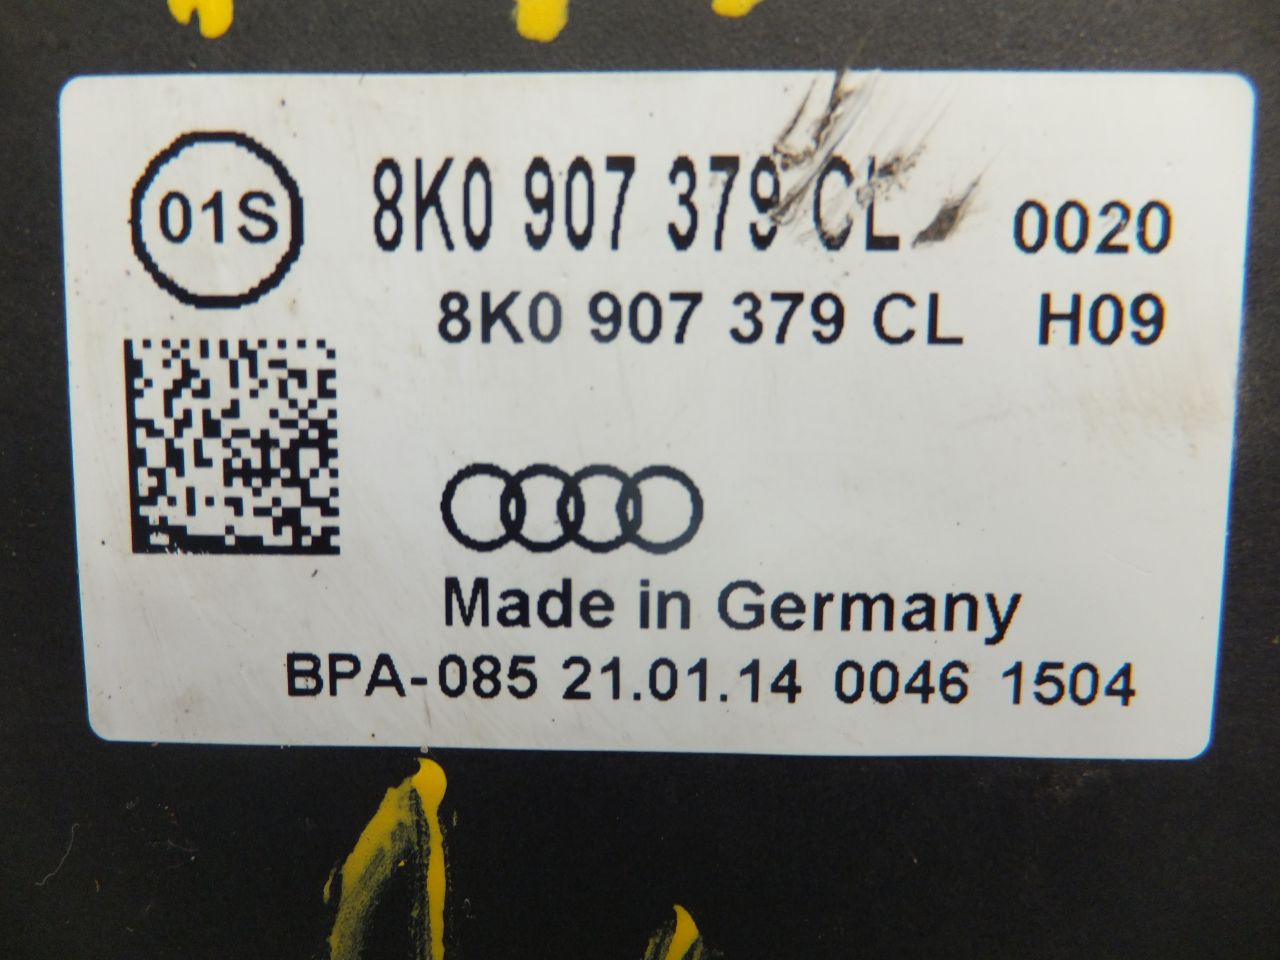 01S
8K0 907 379 CL 0020
8K0 907 379 CL H09
Made in Germany
BPA-085 21.01.14 0046 1504